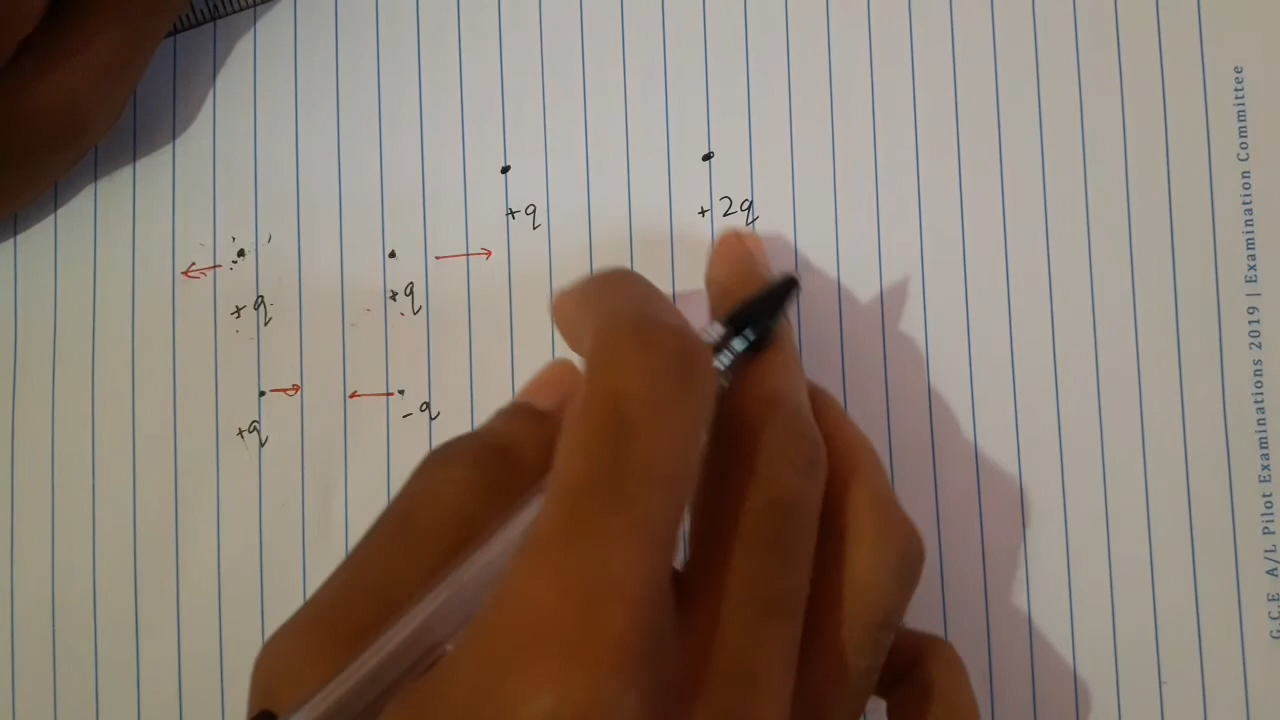 +q +2q
+q +q
+q -q
G.C.E A/L Pilot Examinations 2019 | Examination Committee